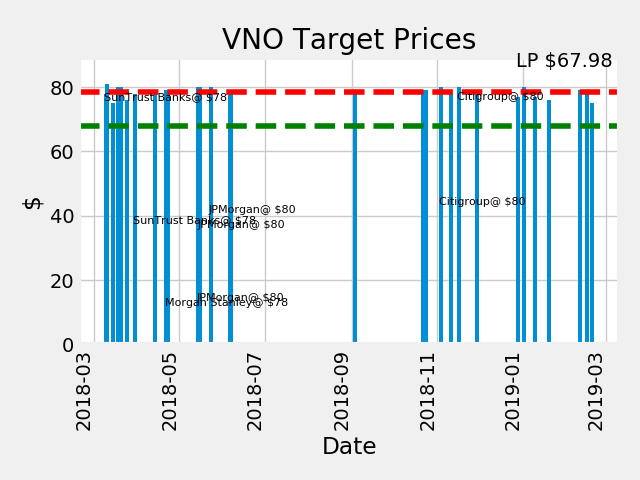 VNO Target Prices
LP $67.98
SunTrust Banks@ $78
Citigroup@ $80
JPMorgan@ $80
Citigroup@ $80
SunTrust Banks@ $78
JPMorgan@ $80
JPMorgan@ $80
Morgan Stanley@ $78
$
80
60
40
20
0
2018-03
2018-05
2018-07
2018-09
2018-11
2019-01
2019-03
Date